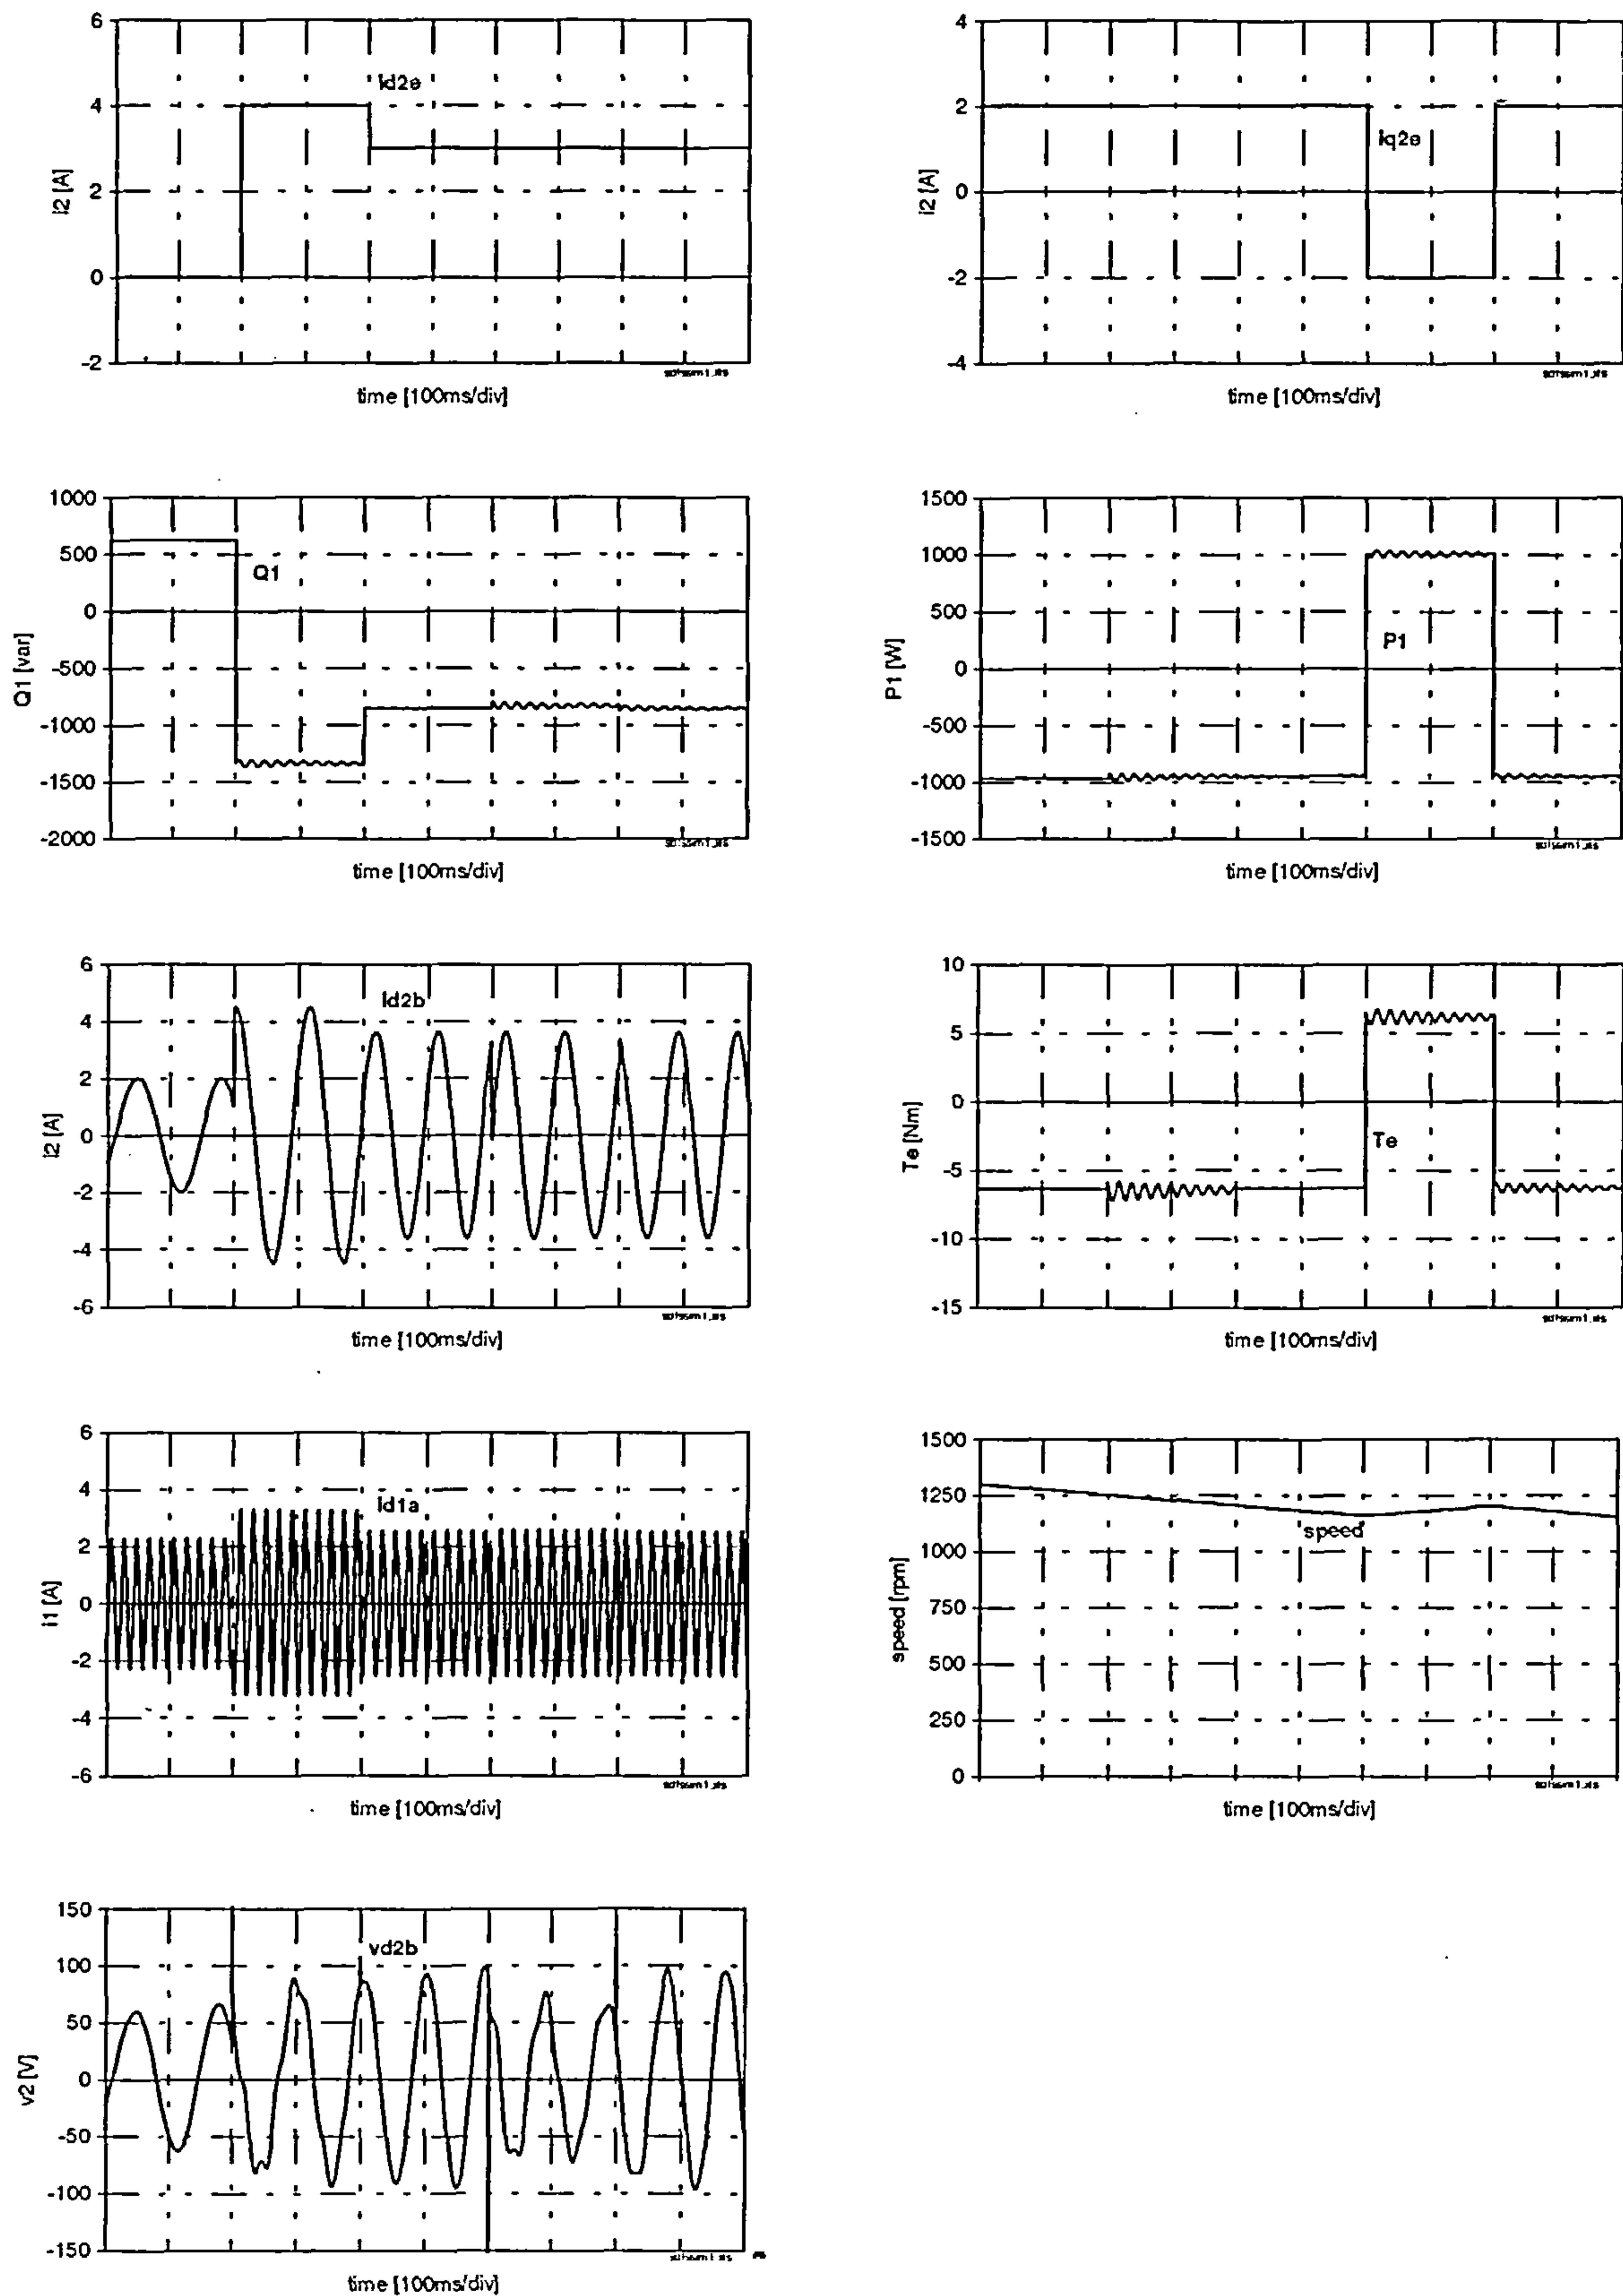 6
4
2
0
-2
i2 [A]
id2e
time [100ms/div]
4
2
0
-2
-4
i2 [A]
iq2e
time [100ms/div]
1000
500
0
-500
-1000
-1500
-2000
Q1 [var]
Q1
time [100ms/div]
1500
1000
500
0
-500
-1000
-1500
P1 [W]
P1
time [100ms/div]
6
4
2
0
-2
-4
-6
i2 [A]
id2b
time [100ms/div]
10
5
0
-5
-10
-15
Te [Nm]
Te
time [100ms/div]
6
4
2
0
-2
-4
-6
i1 [A]
id1a
time [100ms/div]
1500
1250
1000
750
500
250
0
speed [rpm]
speed
time [100ms/div]
150
100
50
0
-50
-100
-150
v2 [V]
vd2b
time [100ms/div]